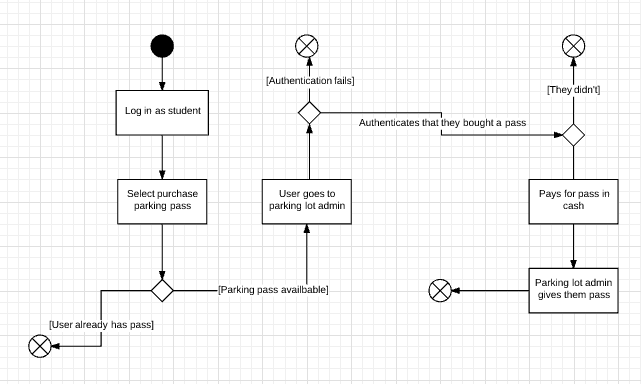 [Authentication fails]
[They didn't]
Log in as student
Authenticates that they bought a pass
Select purchase
parking pass
User goes to
parking lot admin
Pays for pass in
cash
[Parking pass availbable]
Parking lot admin
gives them pass
[User already has pass]